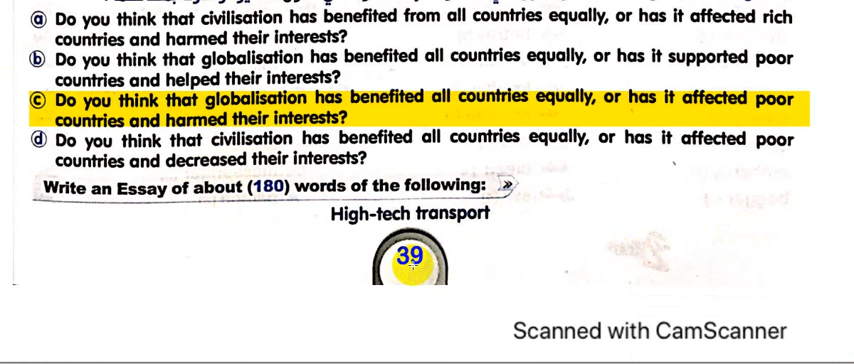 ⓐ Do you think that civilisation has benefited from all countries equally, or has it affected rich
countries and harmed their interests?
ⓑ Do you think that globalisation has benefited all countries equally, or has it supported poor
countries and helped their interests?
ⓒ Do you think that globalisation has benefited all countries equally, or has it affected poor
countries and harmed their interests?
ⓓ Do you think that civilisation has benefited all countries equally, or has it affected poor
countries and decreased their interests?
Write an Essay of about (180) words of the following: »
High-tech transport
39
Scanned with CamScanner